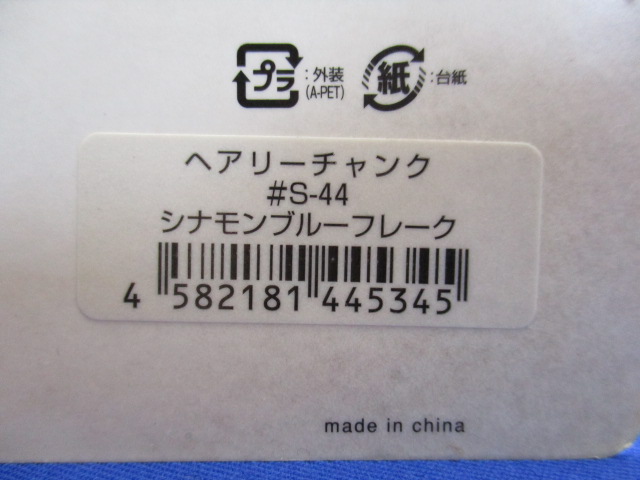 プラ :外装 (A-PET) 紙 :台紙
ヘアリーチャンク
#S-44
シナモンブルーフレーク
4 582181 445345
made in china